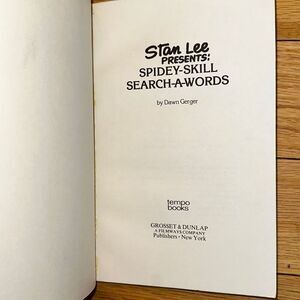 Stan Lee
PRESENTS:
SPIDEY-SKILL
SEARCH-A-WORDS
by Dawn Gerger
tempo
books
GROSSET & DUNLAP
A FILMWAYS COMPANY
Publishers • New York